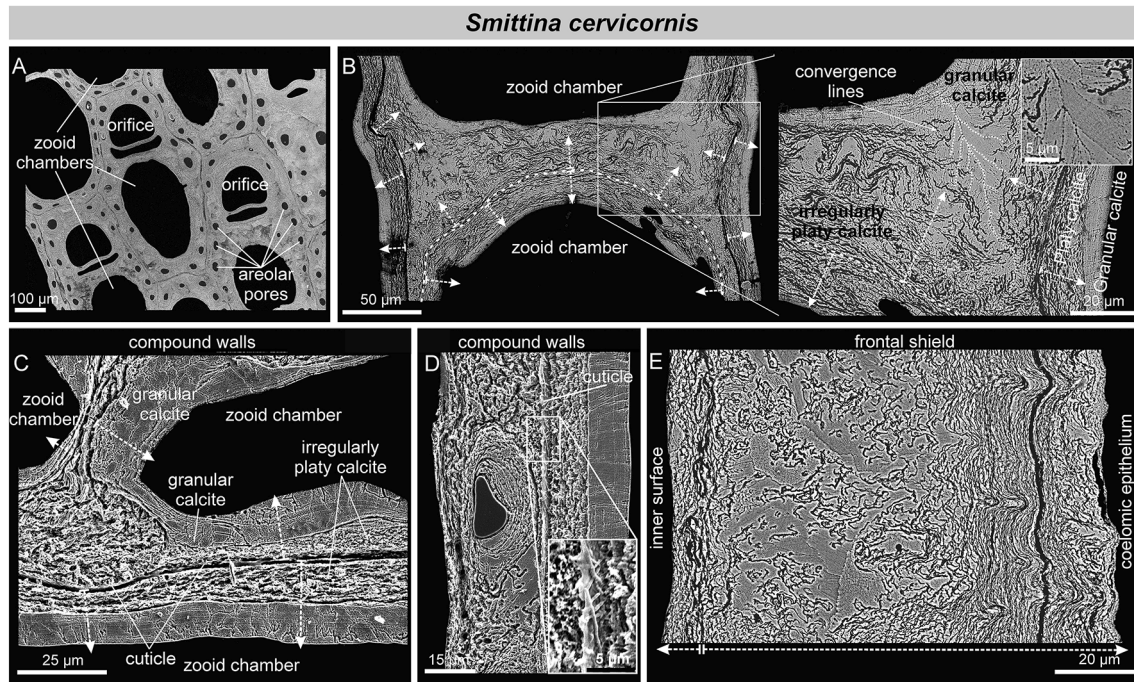 Smittina cervicornis
A
zooid
chambers
orifice
orifice
areolar
pores
100 µm
B
zooid chamber
zooid chamber
50 µm
convergence
lines
granular
calcite
5 µm
irregularly
platy calcite
Platy calcite
Granular calcite
20 µm
compound walls
C
zooid
chamber
granular
calcite
zooid chamber
irregularly
platy calcite
granular
calcite
25 µm
cuticle
zooid chamber
compound walls
D
cuticle
15 µm
5 µm
frontal shield
E
inner surface
coelomic epithelium
20 µm